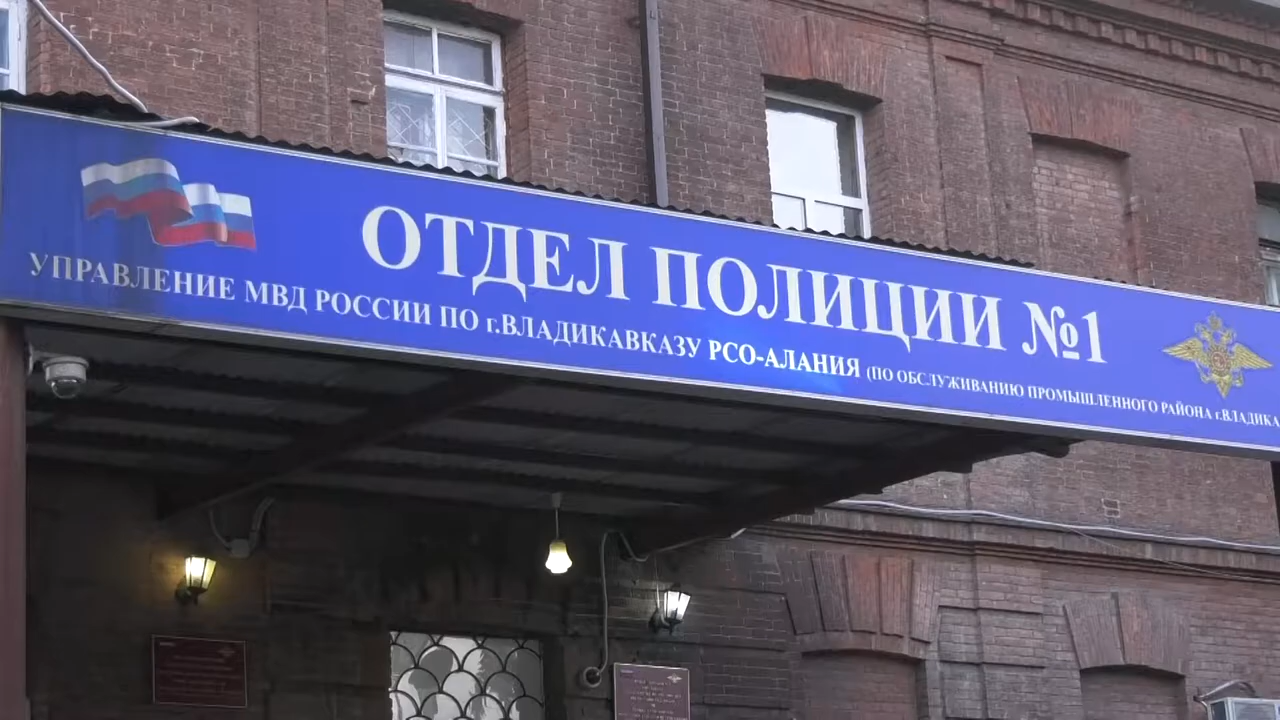 ОТДЕЛ ПОЛИЦИИ №1
УПРАВЛЕНИЕ МВД РОССИИ ПО г.ВЛАДИКАВКАЗУ РСО-АЛАНИЯ (ПО ОБСЛУЖИВАНИЮ ПРОМЫШЛЕННОГО РАЙОНА г.ВЛАДИКА